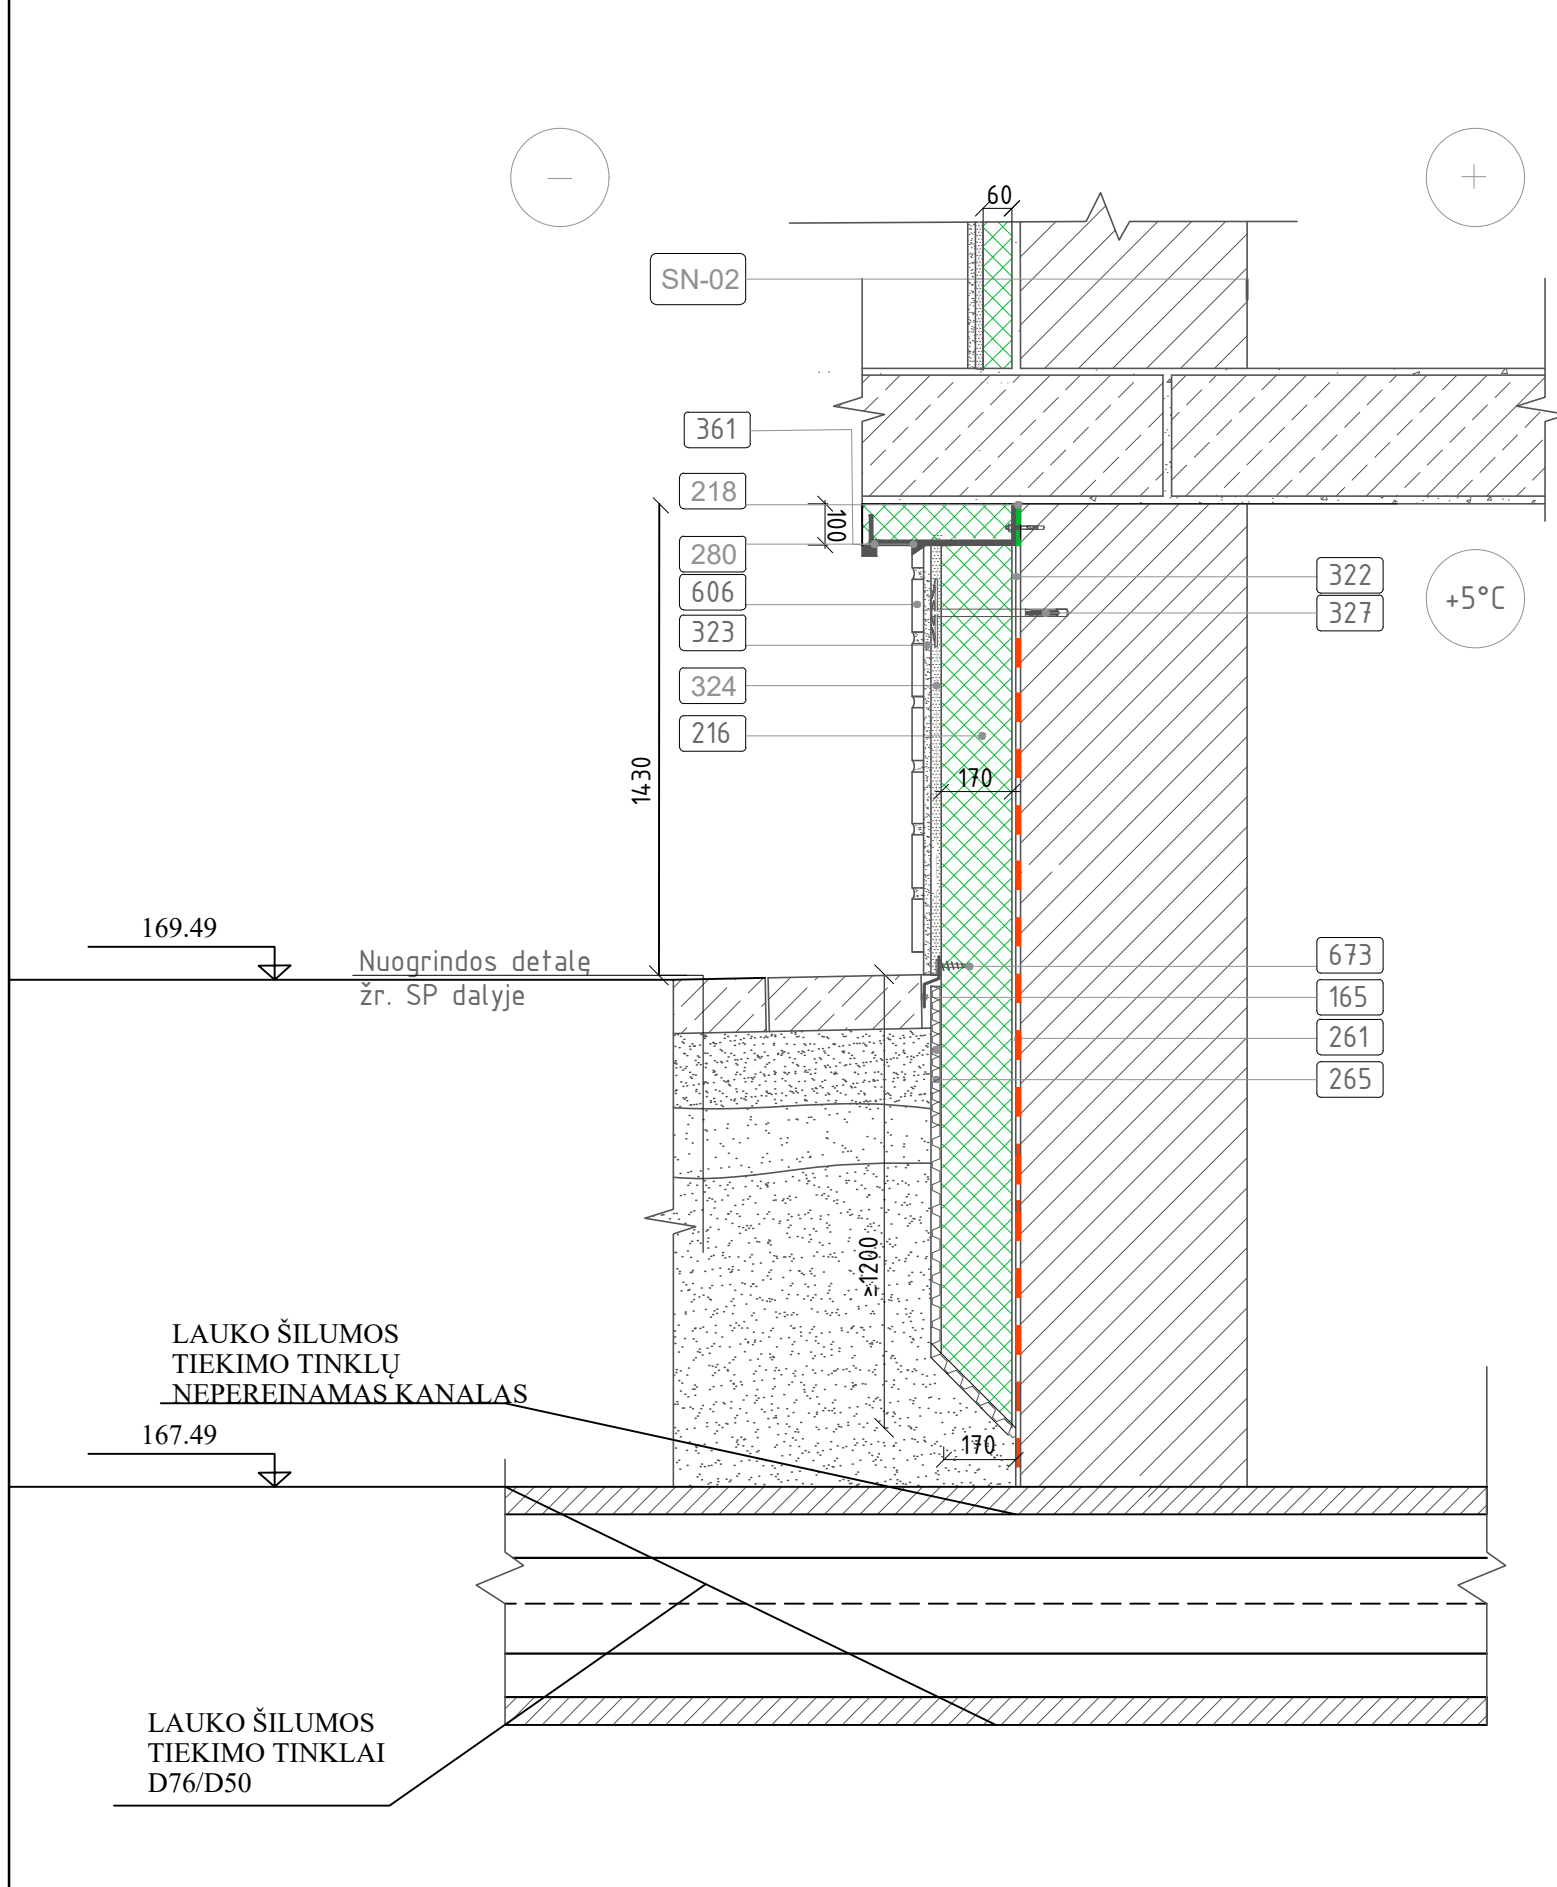 −
+
60
SN-02
361
218
100
280
606
323
324
216
322
327
+5°C
170
1430
169.49
Nuogrindos detalę
žr. SP dalyje
673
165
261
265
≥1200
LAUKO ŠILUMOS
TIEKIMO TINKLŲ
NEPEREINAMAS KANALAS
167.49
170
LAUKO ŠILUMOS
TIEKIMO TINKLAI
D76/D50